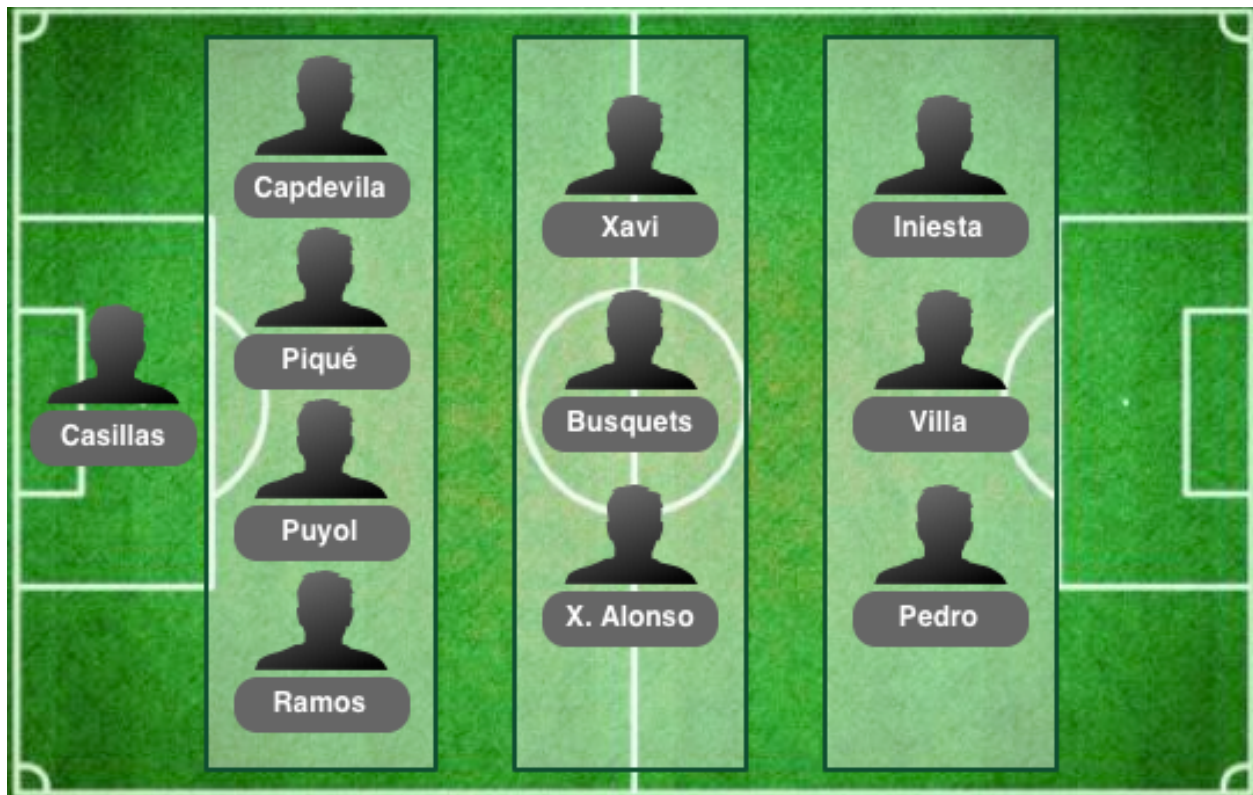 Casillas
Capdevila
Piqué
Puyol
Ramos
Xavi
Busquets
X. Alonso
Iniesta
Villa
Pedro